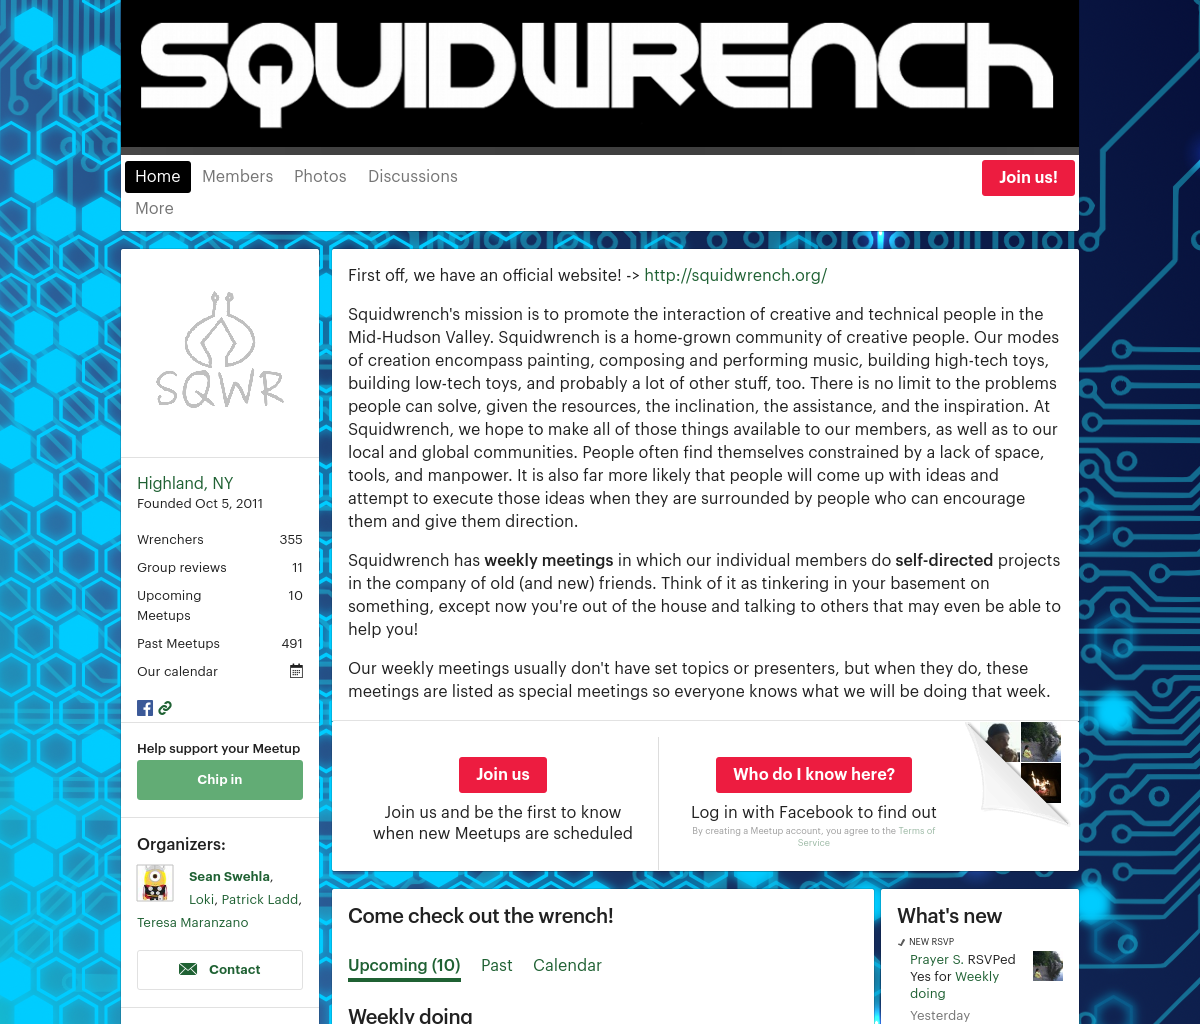 SQUIDWRENCh
Home Members Photos Discussions Join us!
More
SQWR
Highland, NY
Founded Oct 5, 2011
Wrenchers 355
Group reviews 11
Upcoming Meetups 10
Past Meetups 491
Our calendar
Help support your Meetup
Chip in
Organizers:
Sean Swehla,
Loki, Patrick Ladd,
Teresa Maranzano
Contact
First off, we have an official website! -> http://squidwrench.org/
Squidwrench's mission is to promote the interaction of creative and technical people in the
Mid-Hudson Valley. Squidwrench is a home-grown community of creative people. Our modes
of creation encompass painting, composing and performing music, building high-tech toys,
building low-tech toys, and probably a lot of other stuff, too. There is no limit to the problems
people can solve, given the resources, the inclination, the assistance, and the inspiration. At
Squidwrench, we hope to make all of those things available to our members, as well as to our
local and global communities. People often find themselves constrained by a lack of space,
tools, and manpower. It is also far more likely that people will come up with ideas and
attempt to execute those ideas when they are surrounded by people who can encourage
them and give them direction.
Squidwrench has weekly meetings in which our individual members do self-directed projects
in the company of old (and new) friends. Think of it as tinkering in your basement on
something, except now you're out of the house and talking to others that may even be able to
help you!
Our weekly meetings usually don't have set topics or presenters, but when they do, these
meetings are listed as special meetings so everyone knows what we will be doing that week.
Join us
Join us and be the first to know
when new Meetups are scheduled
Who do I know here?
Log in with Facebook to find out
By creating a Meetup account, you agree to the Terms of
Service
Come check out the wrench!
Upcoming (10) Past Calendar
Weekly doing
What's new
NEW RSVP
Prayer S. RSVPed
Yes for Weekly
doing
Yesterday